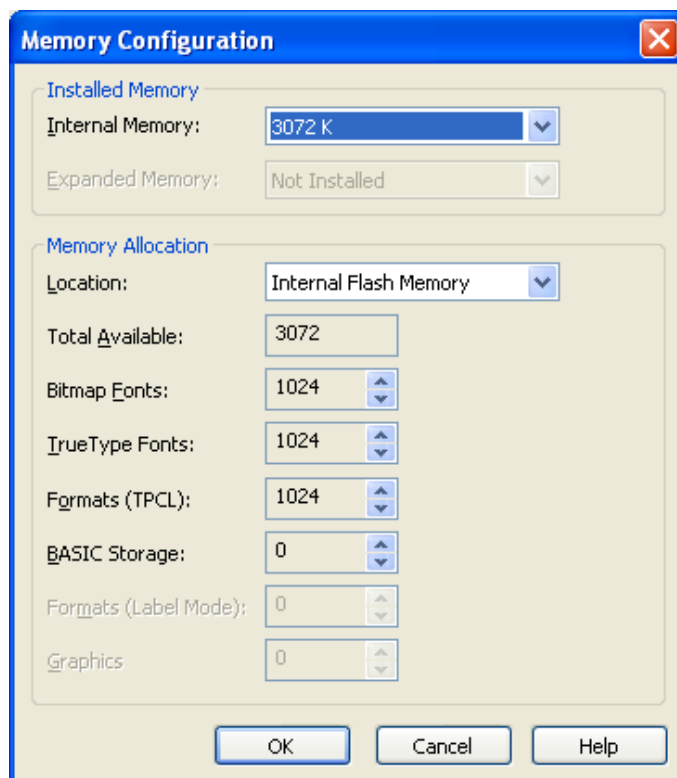 Memory Configuration
Installed Memory
Internal Memory: 3072 K
Expanded Memory: Not Installed
Memory Allocation
Location: Internal Flash Memory
Total Available: 3072
Bitmap Fonts: 1024
TrueType Fonts: 1024
Formats (TPCL): 1024
BASIC Storage: 0
Formats (Label Mode): 0
Graphics 0
OK Cancel Help